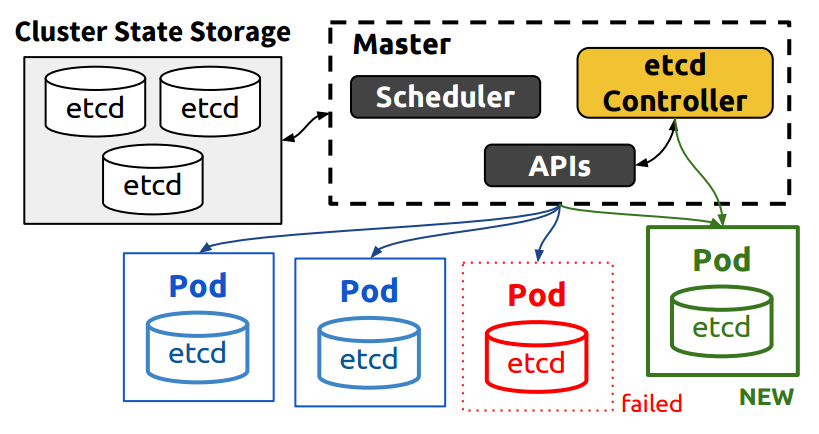 Cluster State Storage
etcd
etcd
etcd
Master
Scheduler
etcd
Controller
APIs
Pod
etcd
Pod
etcd
Pod
etcd
failed
Pod
etcd
NEW